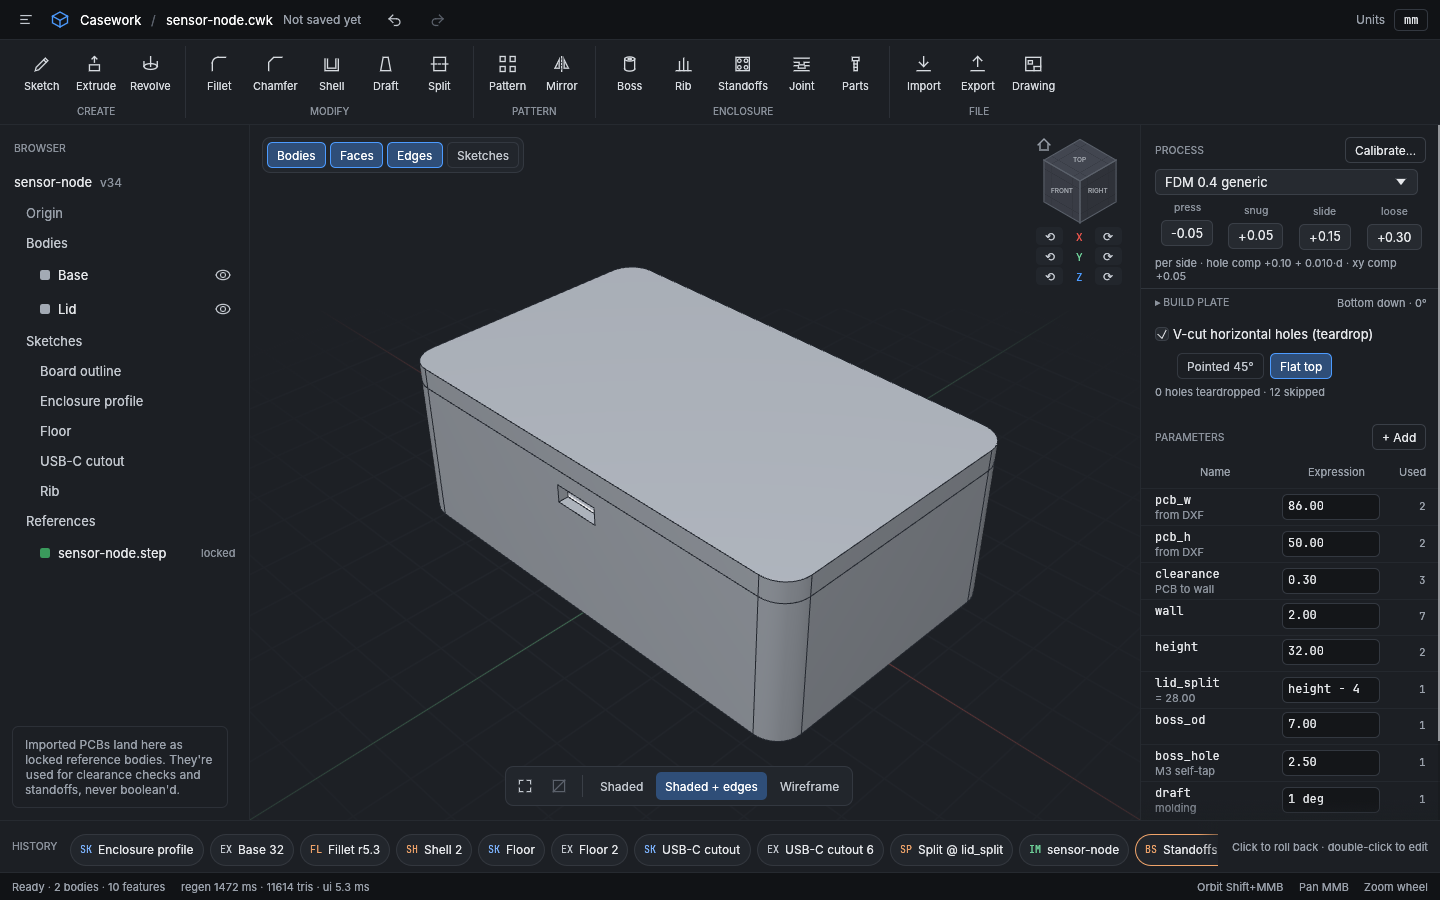 Casework / sensor-node.cwk Not saved yet
Units mm
Sketch Extrude Revolve Fillet Chamfer Shell Draft Split Pattern Mirror Boss Rib Standoffs Joint Parts Import Export Drawing
CREATE MODIFY PATTERN ENCLOSURE FILE
BROWSER
sensor-node v34
Origin
Bodies
Base
Lid
Sketches
Board outline
Enclosure profile
Floor
USB-C cutout
Rib
References
sensor-node.step locked
Imported PCBs land here as
locked reference bodies. They're
used for clearance checks and
standoffs, never boolean'd.
Bodies Faces Edges Sketches
TOP
FRONT RIGHT
X
Y
Z
Shaded Shaded + edges Wireframe
PROCESS Calibrate...
FDM 0.4 generic
press snug slide loose
-0.05 +0.05 +0.15 +0.30
per side · hole comp +0.10 + 0.010·d · xy comp
+0.05
▸ BUILD PLATE Bottom down · 0°
V-cut horizontal holes (teardrop)
Pointed 45° Flat top
0 holes teardropped · 12 skipped
PARAMETERS + Add
Name Expression Used
pcb_w 86.00 2
from DXF
pcb_h 50.00 2
from DXF
clearance 0.30 3
PCB to wall
wall 2.00 7
height 32.00 2
lid_split height - 4 1
= 28.00
boss_od 7.00 1
boss_hole 2.50 1
M3 self-tap
draft 1 deg 1
molding
HISTORY SK Enclosure profile EX Base 32 FL Fillet r5.3 SH Shell 2 SK Floor EX Floor 2 SK USB-C cutout EX USB-C cutout 6 SP Split @ lid_split IM sensor-node BS Standoffs Click to roll back · double-click to edit
Ready · 2 bodies · 10 features regen 1472 ms · 11614 tris · ui 5.3 ms
Orbit Shift+MMB Pan MMB Zoom wheel